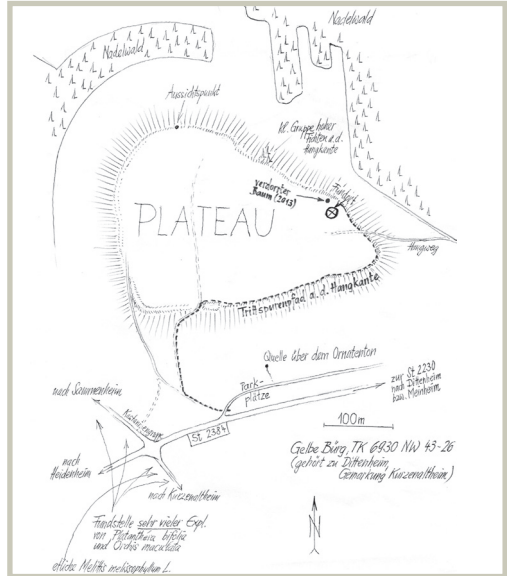 Nadelwald
Nadelwald
Aussichtspunkt
kl. Gruppe hoher
Fichten a. d.
Hangkante
verdorrter
Baum (2013)
Fundort
PLATEAU
Hangweg
Trittspurenpfad a. d. Hangkante
Quelle über dem Ornatenton
Park-
plätze
zur St 2230
nach Dittenheim
bzw. Meinheim
nach Sammenheim
St 2384
100m
Gelbe Bürg, TK 6930 NW 43-26
(gehört zu Dittenheim,
Gemarkung Kurzenaltheim)
nach
Heidenheim
nach Kurzenaltheim
N
Fundstelle sehr vieler Expl.
von Platanthera bifolia
und Orchis maculata
etliche Melittis melissophyllum L.